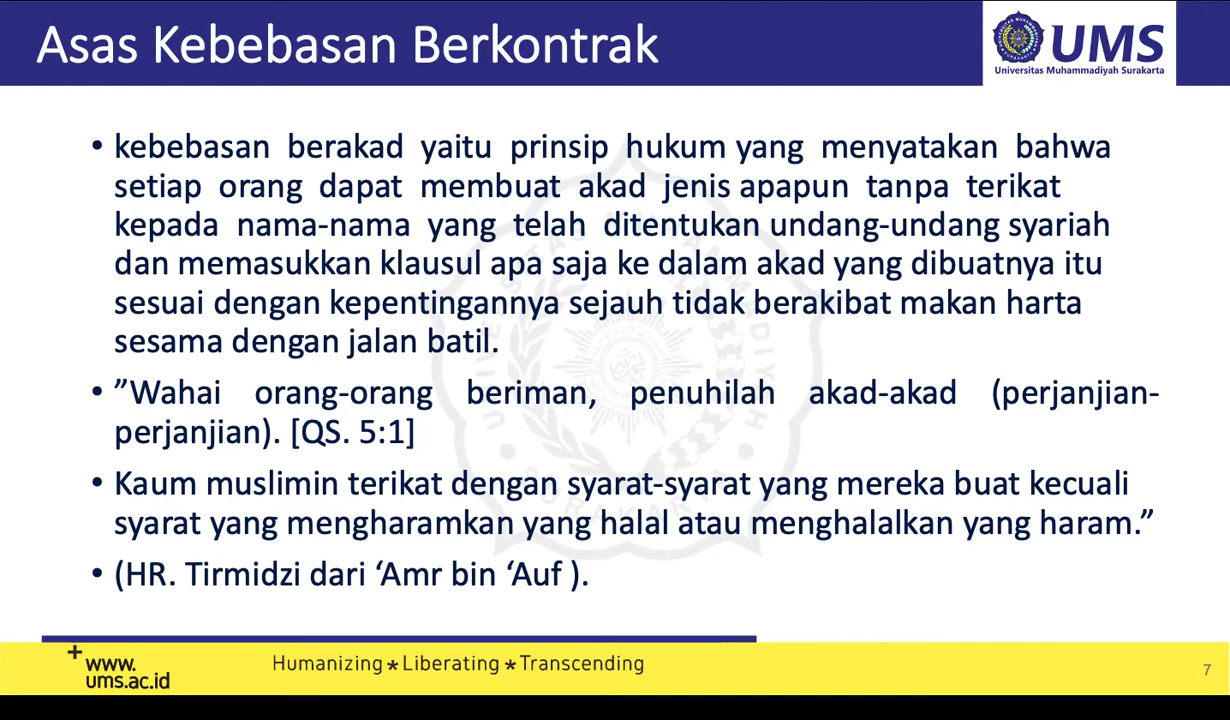 Asas Kebebasan Berkontrak
UMS
Universitas Muhammadiyah Surakarta
• kebebasan berakad yaitu prinsip hukum yang menyatakan bahwa
setiap orang dapat membuat akad jenis apapun tanpa terikat
kepada nama-nama yang telah ditentukan undang-undang syariah
dan memasukkan klausul apa saja ke dalam akad yang dibuatnya itu
sesuai dengan kepentingannya sejauh tidak berakibat makan harta
sesama dengan jalan batil.
• ”Wahai orang-orang beriman, penuhilah akad-akad (perjanjian-
perjanjian). [QS. 5:1]
• Kaum muslimin terikat dengan syarat-syarat yang mereka buat kecuali
syarat yang mengharamkan yang halal atau menghalalkan yang haram.”
• (HR. Tirmidzi dari ‘Amr bin ‘Auf ).
+www.
ums.ac.id
Humanizing ★ Liberating ★ Transcending
7